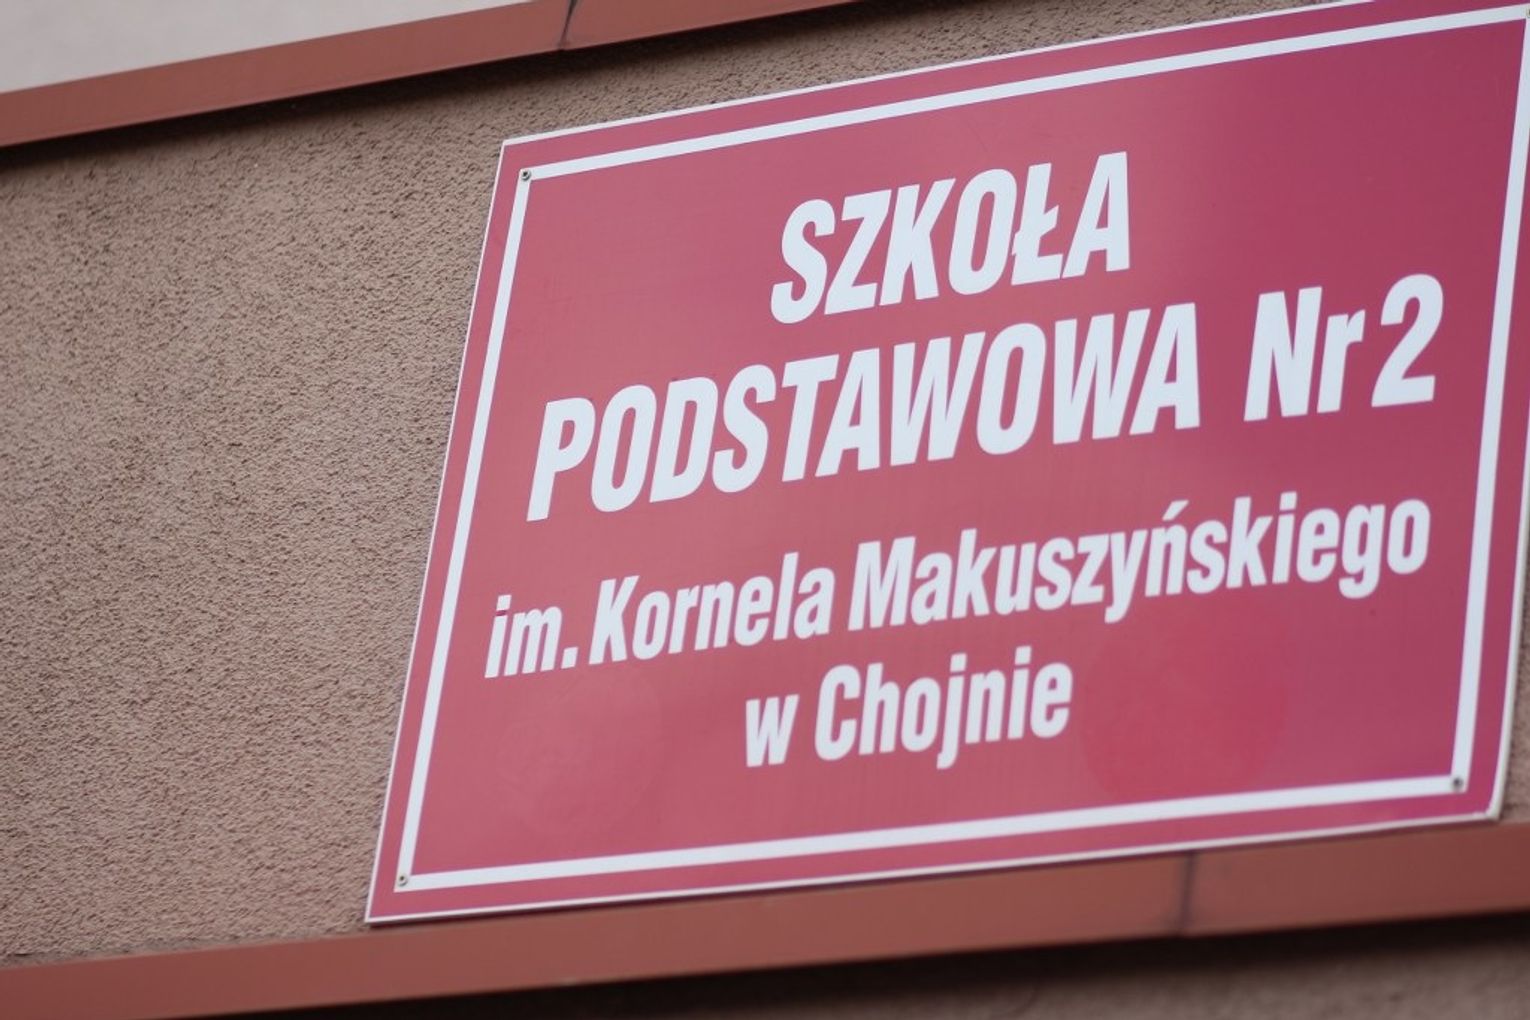 SZKOŁA
PODSTAWOWA Nr 2
im. Kornela Makuszyńskiego
w Chojnie